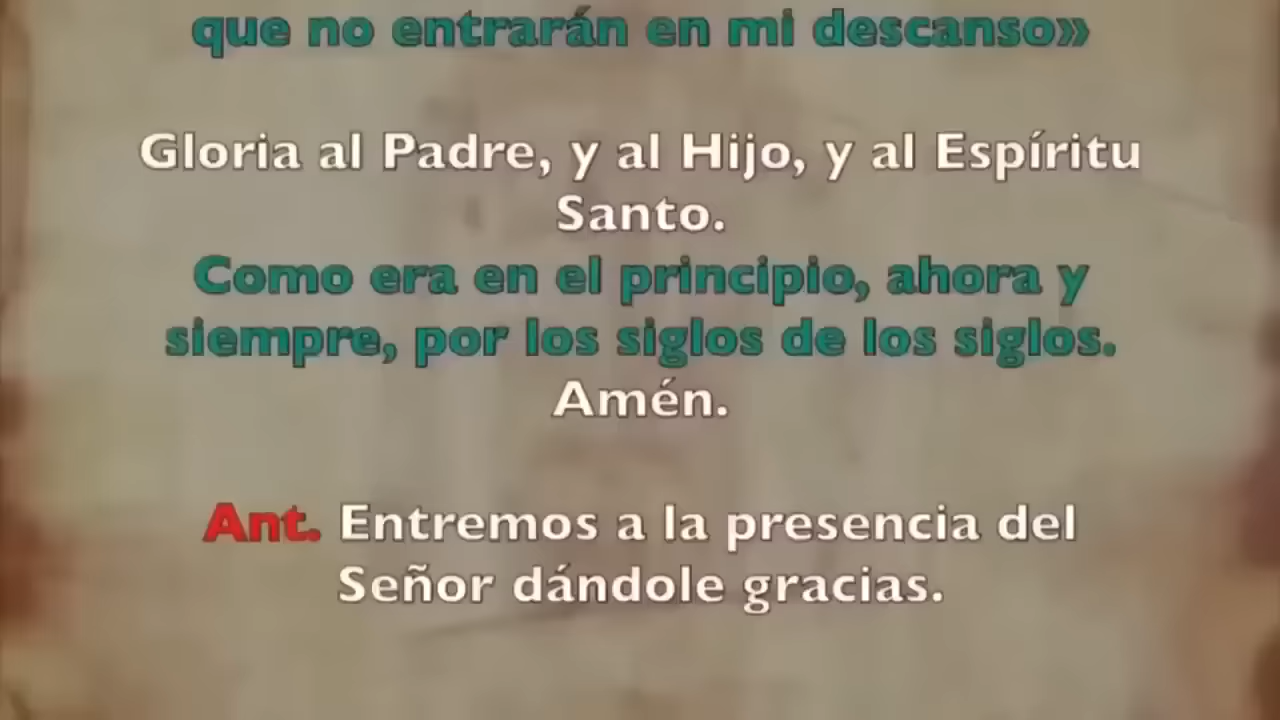 que no entrarán en mi descanso»
Gloria al Padre, y al Hijo, y al Espíritu
Santo.
Como era en el principio, ahora y
siempre, por los siglos de los siglos.
Amén.
Ant. Entremos a la presencia del
Señor dándole gracias.